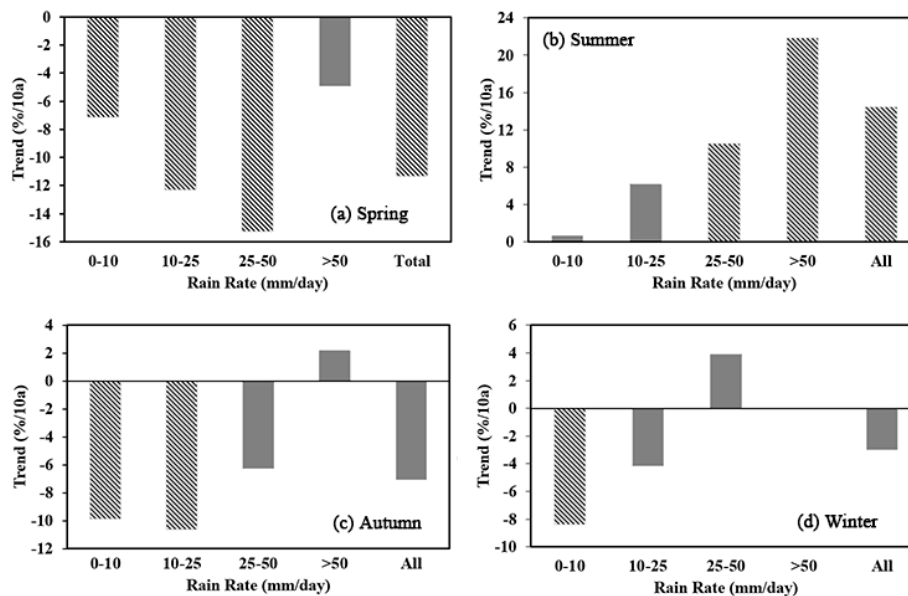 0
-2
-4
-6
-8
-10
-12
-14
-16
Trend (%/10a)
(a) Spring
0-10 10-25 25-50 >50 Total
Rain Rate (mm/day)
24
20
16
12
8
4
0
Trend (%/10a)
(b) Summer
0-10 10-25 25-50 >50 All
Rain Rate (mm/day)
4
2
0
-2
-4
-6
-8
-10
-12
Trend (%/10a)
(c) Autumn
0-10 10-25 25-50 >50 All
Rain Rate (mm/day)
6
4
2
0
-2
-4
-6
-8
-10
Trend (%/10a)
(d) Winter
0-10 10-25 25-50 >50 All
Rain Rate (mm/day)